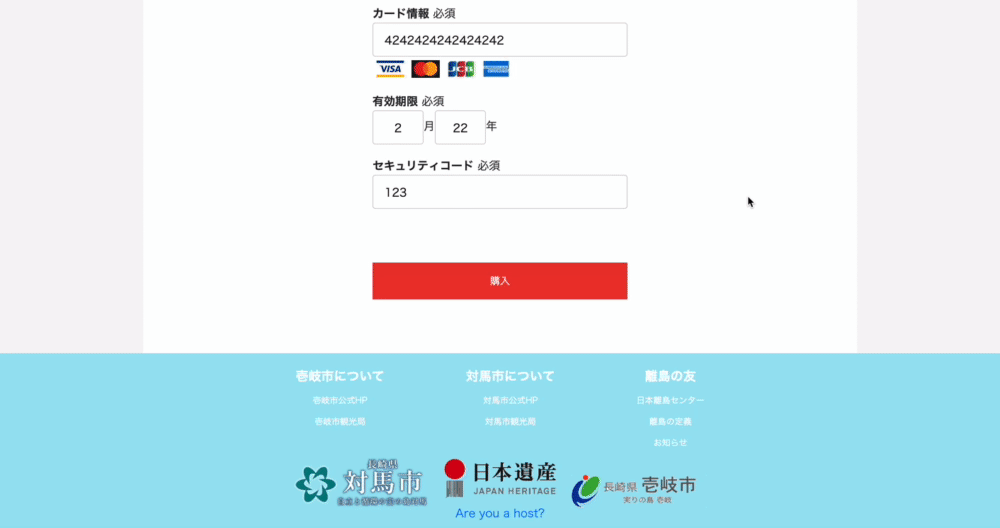 カード情報 必須
4242424242424242
VISA JCB
有効期限 必須
2 月 22 年
セキュリティコード 必須
123
購入
壱岐市について 対馬市について 離島の友
壱岐市公式HP 対馬市公式HP 日本離島センター
壱岐市観光局 対馬市観光局 離島の定義
お知らせ
長崎県
対馬市
日本遺産
JAPAN HERITAGE
長崎県 壱岐市
実りの島 壱岐
Are you a host?